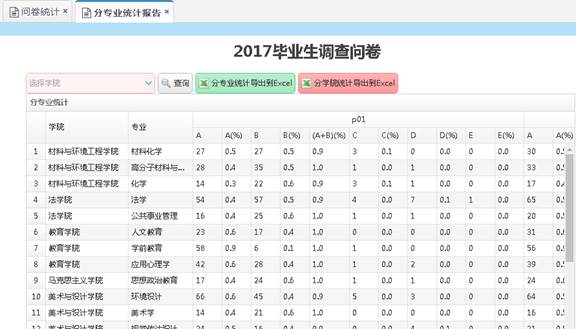 问卷统计 × 分专业统计报告 ×
2017毕业生调查问卷
选择学院 查询 分专业统计导出到Excel 分学院统计导出到Excel
分专业统计
学院 专业 p01
A A(%) B B(%) (A+B)(%) C C(%) D D(%) E E(%) A A(%)
1 材料与环境工程学院 材料化学 27 0.5 27 0.5 0.9 3 0.1 0 0.0 0 0.0 30
2 材料与环境工程学院 高分子材料与... 28 0.4 35 0.5 1.0 1 0.0 1 0.0 0 0.0 33
3 材料与环境工程学院 化学 14 0.3 22 0.6 0.9 3 0.1 0 0.0 0 0.0 17
4 法学院 法学 54 0.4 57 0.5 0.9 4 0.0 7 0.1 1 0.0 65
5 法学院 公共事业管理 16 0.4 25 0.6 1.0 0 0.0 0 0.0 0 0.0 20
6 教育学院 人文教育 23 0.6 17 0.4 1.0 0 0.0 0 0.0 0 0.0 31
7 教育学院 学前教育 58 0.9 6 0.1 1.0 0 0.0 0 0.0 0 0.0 56
8 教育学院 应用心理学 42 0.6 28 0.4 1.0 1 0.0 2 0.0 0 0.0 39
9 马克思主义学院 思想政治教育 17 0.4 24 0.6 1.0 1 0.0 1 0.0 0 0.0 24
10 美术与设计学院 环境设计 66 0.6 45 0.4 0.9 5 0.0 3 0.0 0 0.0 64
11 美术与设计学院 美术学 14 0.4 21 0.6 1.0 0 0.0 0 0.0 0 0.0 16
12 美术与设计学院